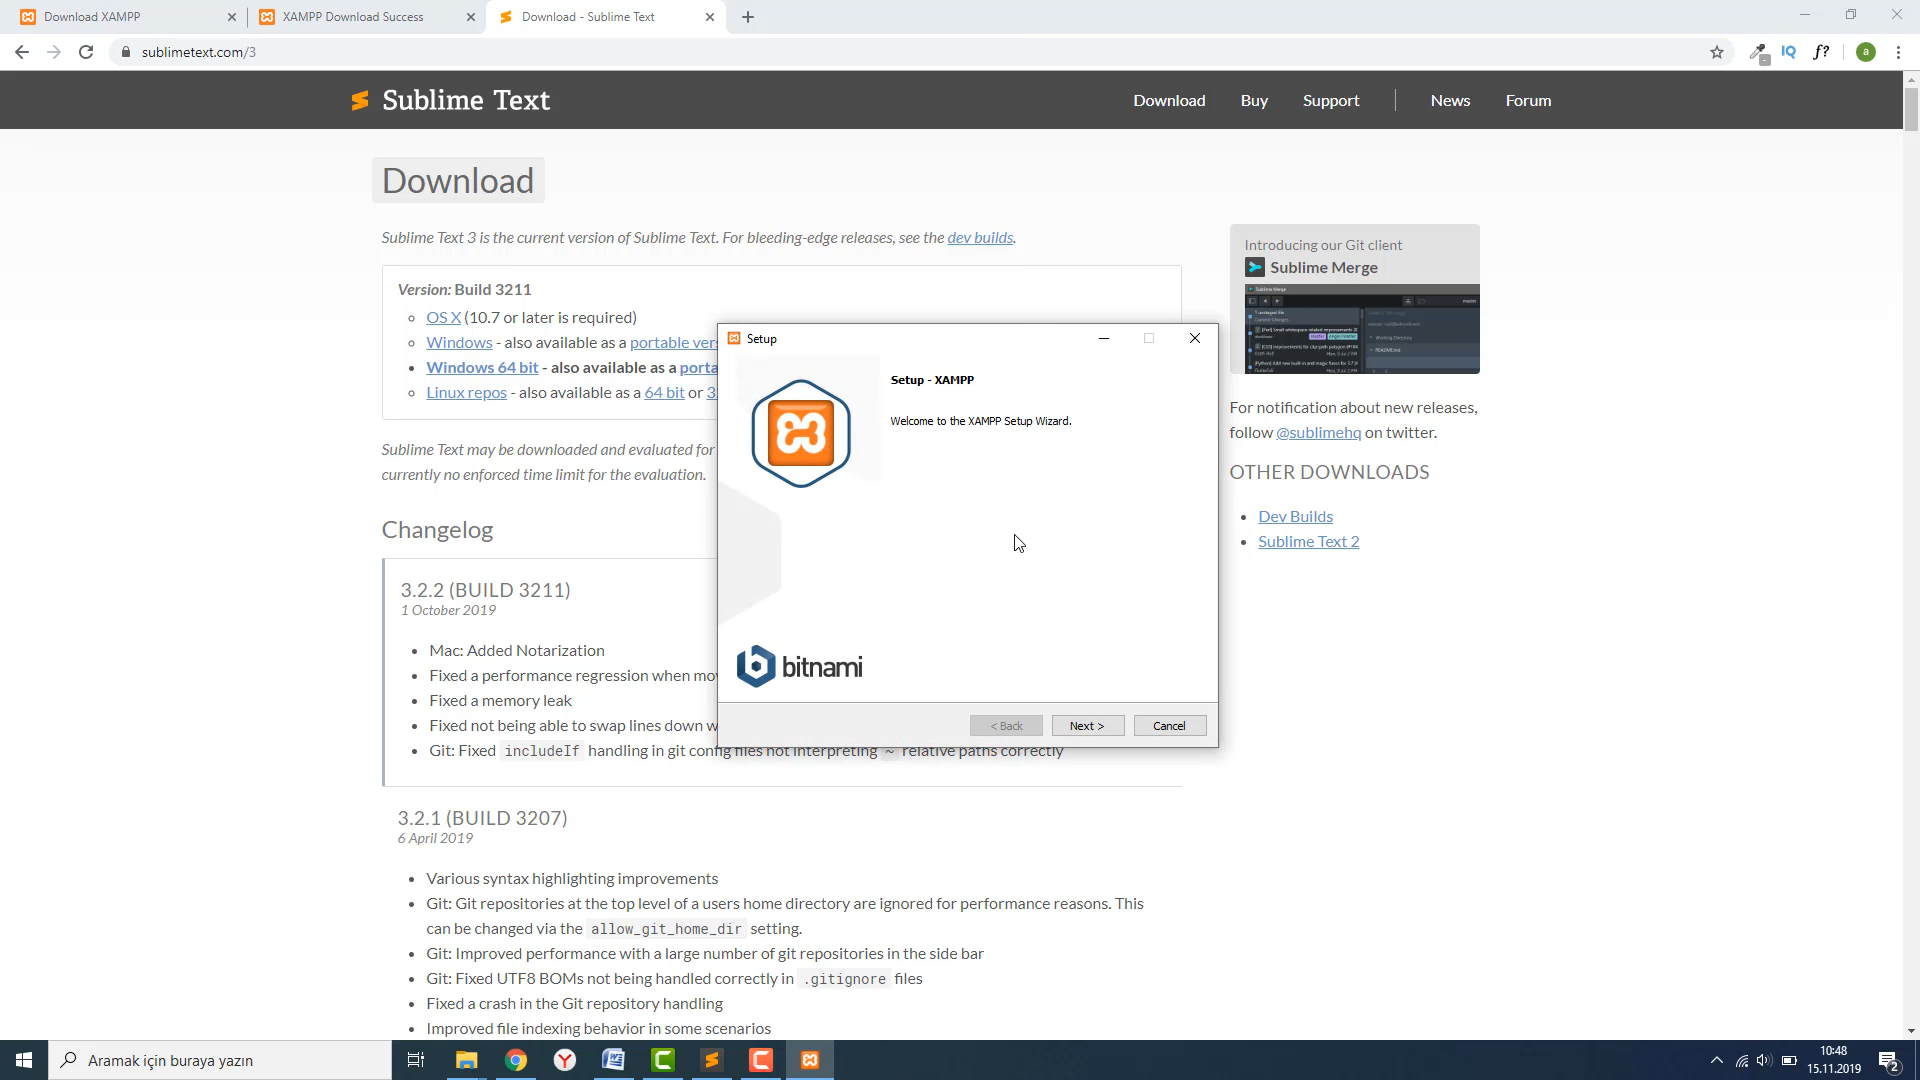 Download XAMPP
XAMPP Download Success
Download - Sublime Text
sublimetext.com/3
IQ
f?
a
Sublime Text
Download
Buy
Support
News
Forum
Download
Sublime Text 3 is the current version of Sublime Text. For bleeding-edge releases, see the dev builds.
Version: Build 3211
OS X (10.7 or later is required)
Windows - also available as a portable ver
Windows 64 bit - also available as a porta
Linux repos - also available as a 64 bit or 3
Sublime Text may be downloaded and evaluated for
currently no enforced time limit for the evaluation.
Changelog
3.2.2 (BUILD 3211)
1 October 2019
Mac: Added Notarization
Fixed a performance regression when mov
Fixed a memory leak
Fixed not being able to swap lines down w
Git: Fixed includeIf handling in git config files not interpreting ~ relative paths correctly
3.2.1 (BUILD 3207)
6 April 2019
Various syntax highlighting improvements
Git: Git repositories at the top level of a users home directory are ignored for performance reasons. This
can be changed via the allow_git_home_dir setting.
Git: Improved performance with a large number of git repositories in the side bar
Git: Fixed UTF8 BOMs not being handled correctly in .gitignore files
Fixed a crash in the Git repository handling
Improved file indexing behavior in some scenarios
Setup
Setup - XAMPP
Welcome to the XAMPP Setup Wizard.
bitnami
< Back
Next >
Cancel
Introducing our Git client
Sublime Merge
For notification about new releases,
follow @sublimehq on twitter.
OTHER DOWNLOADS
Dev Builds
Sublime Text 2
Aramak için buraya yazın
10:48
15.11.2019
2